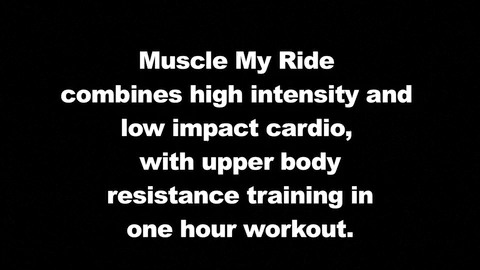 Muscle My Ride
combines high intensity and
low impact cardio,
with upper body
resistance training in
one hour workout.